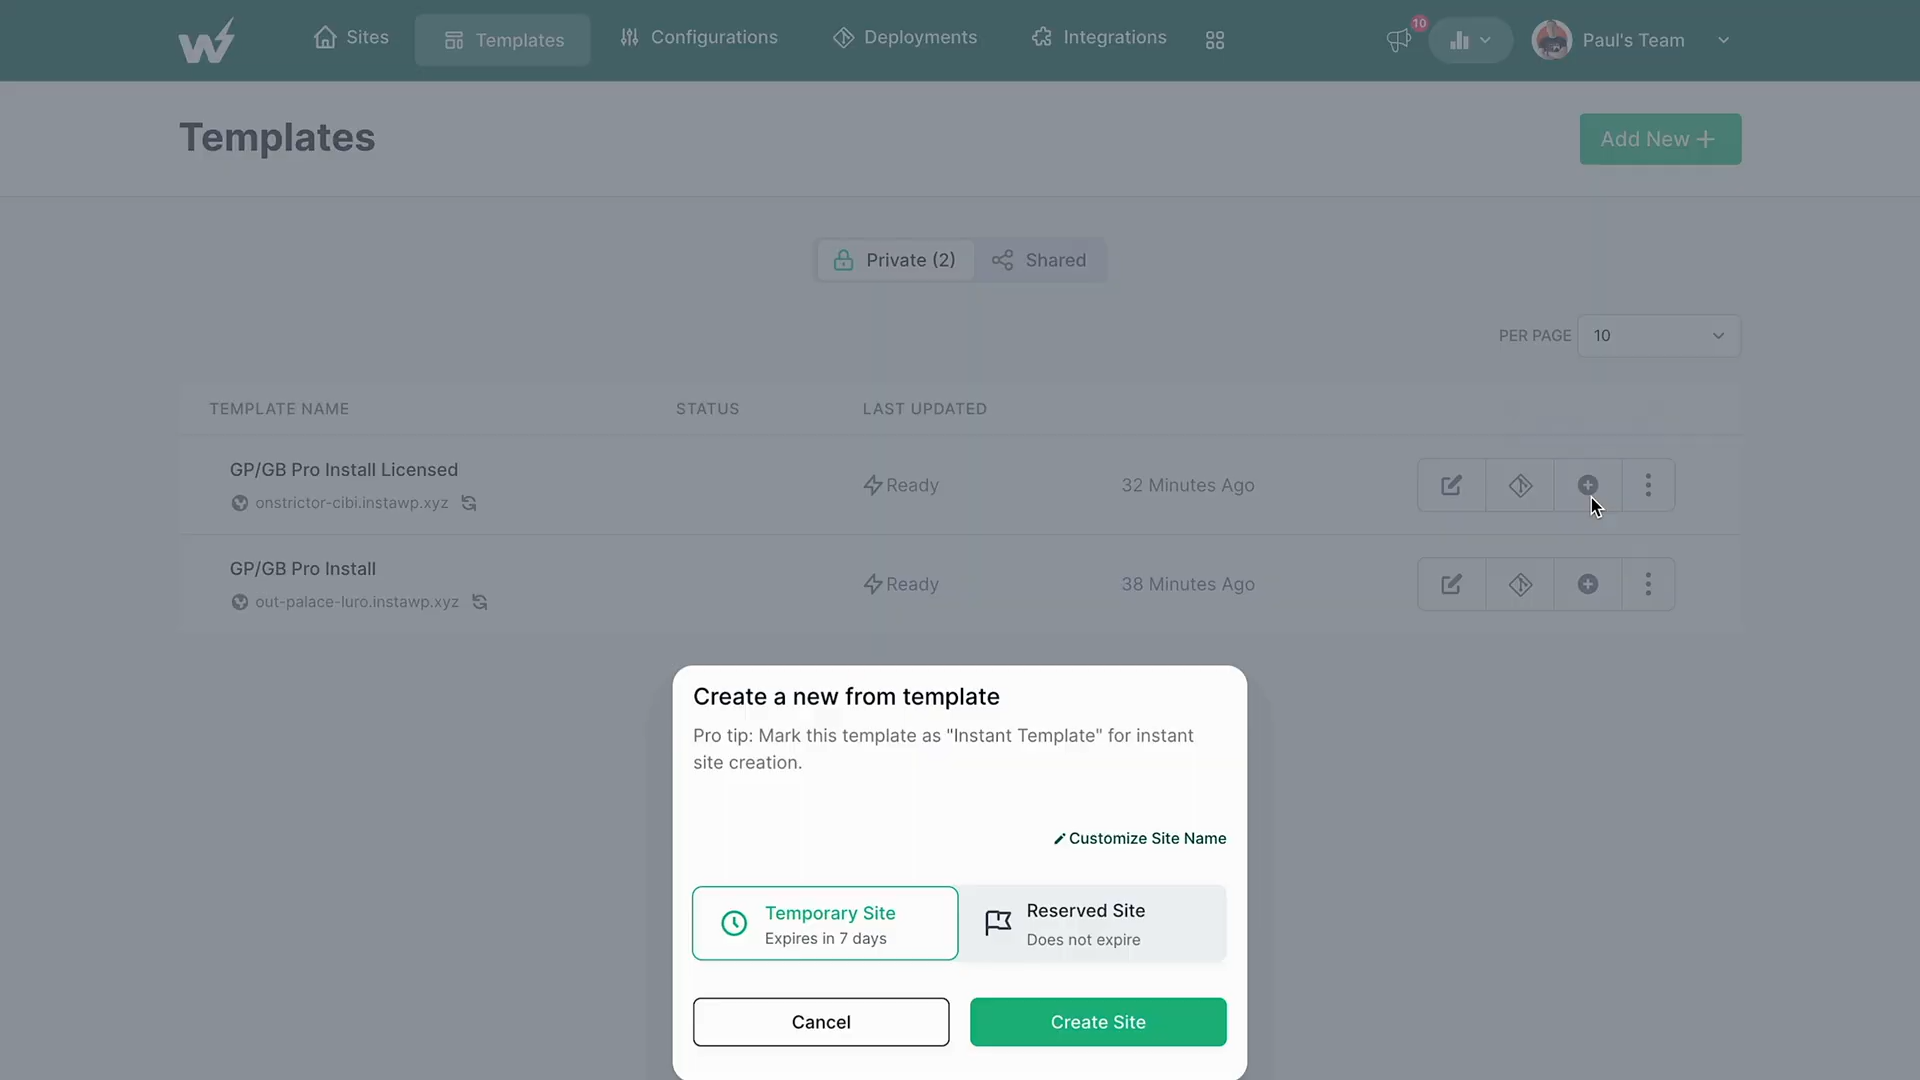 Sites
Templates
Configurations
Deployments
Integrations
10
Paul's Team
Templates
Add New
Private (2)
Shared
PER PAGE
10
TEMPLATE NAME
STATUS
LAST UPDATED
GP/GB Pro Install Licensed
onstrictor-cibi.instawp.xyz
Ready
32 Minutes Ago
GP/GB Pro Install
out-palace-luro.instawp.xyz
Ready
38 Minutes Ago
Create a new from template
Pro tip: Mark this template as "Instant Template" for instant
site creation.
Customize Site Name
Temporary Site
Expires in 7 days
Reserved Site
Does not expire
Cancel
Create Site